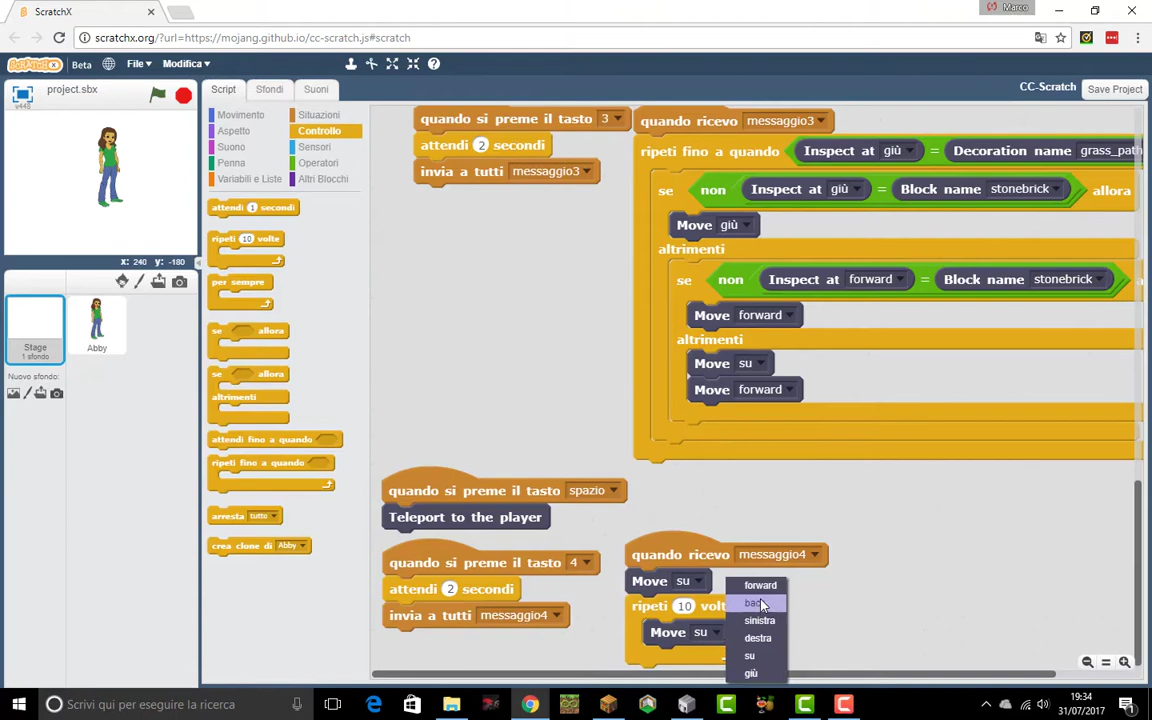 ScratchX
Marco
scratchx.org/?url=https://mojang.github.io/cc-scratch.js#scratch
SCRATCHX
Beta
File
Modifica
CC-Scratch
Save Project
project.sbx
v448
Script
Sfondi
Suoni
Movimento
Situazioni
Aspetto
Controllo
Suono
Sensori
Penna
Operatori
Variabili e Liste
Altri Blocchi
attendi 1 secondi
ripeti 10 volte
per sempre
se allora
se allora
altrimenti
attendi fino a quando
ripeti fino a quando
arresta tutto
crea clone di Abby
x: 240 y: -180
Stage
1 sfondo
Abby
Nuovo sfondo:
quando si preme il tasto 3
attendi 2 secondi
invia a tutti messaggio3
quando ricevo messaggio3
ripeti fino a quando Inspect at giù = Decoration name grass_path
se non Inspect at giù = Block name stonebrick allora
Move giù
altrimenti
se non Inspect at forward = Block name stonebrick
Move forward
altrimenti
Move su
Move forward
quando si preme il tasto spazio
Teleport to the player
quando si preme il tasto 4
attendi 2 secondi
invia a tutti messaggio4
quando ricevo messaggio4
Move su
ripeti 10
Move su
forward
back
sinistra
destra
su
giù
Scrivi qui per eseguire la ricerca
19:34
31/07/2017